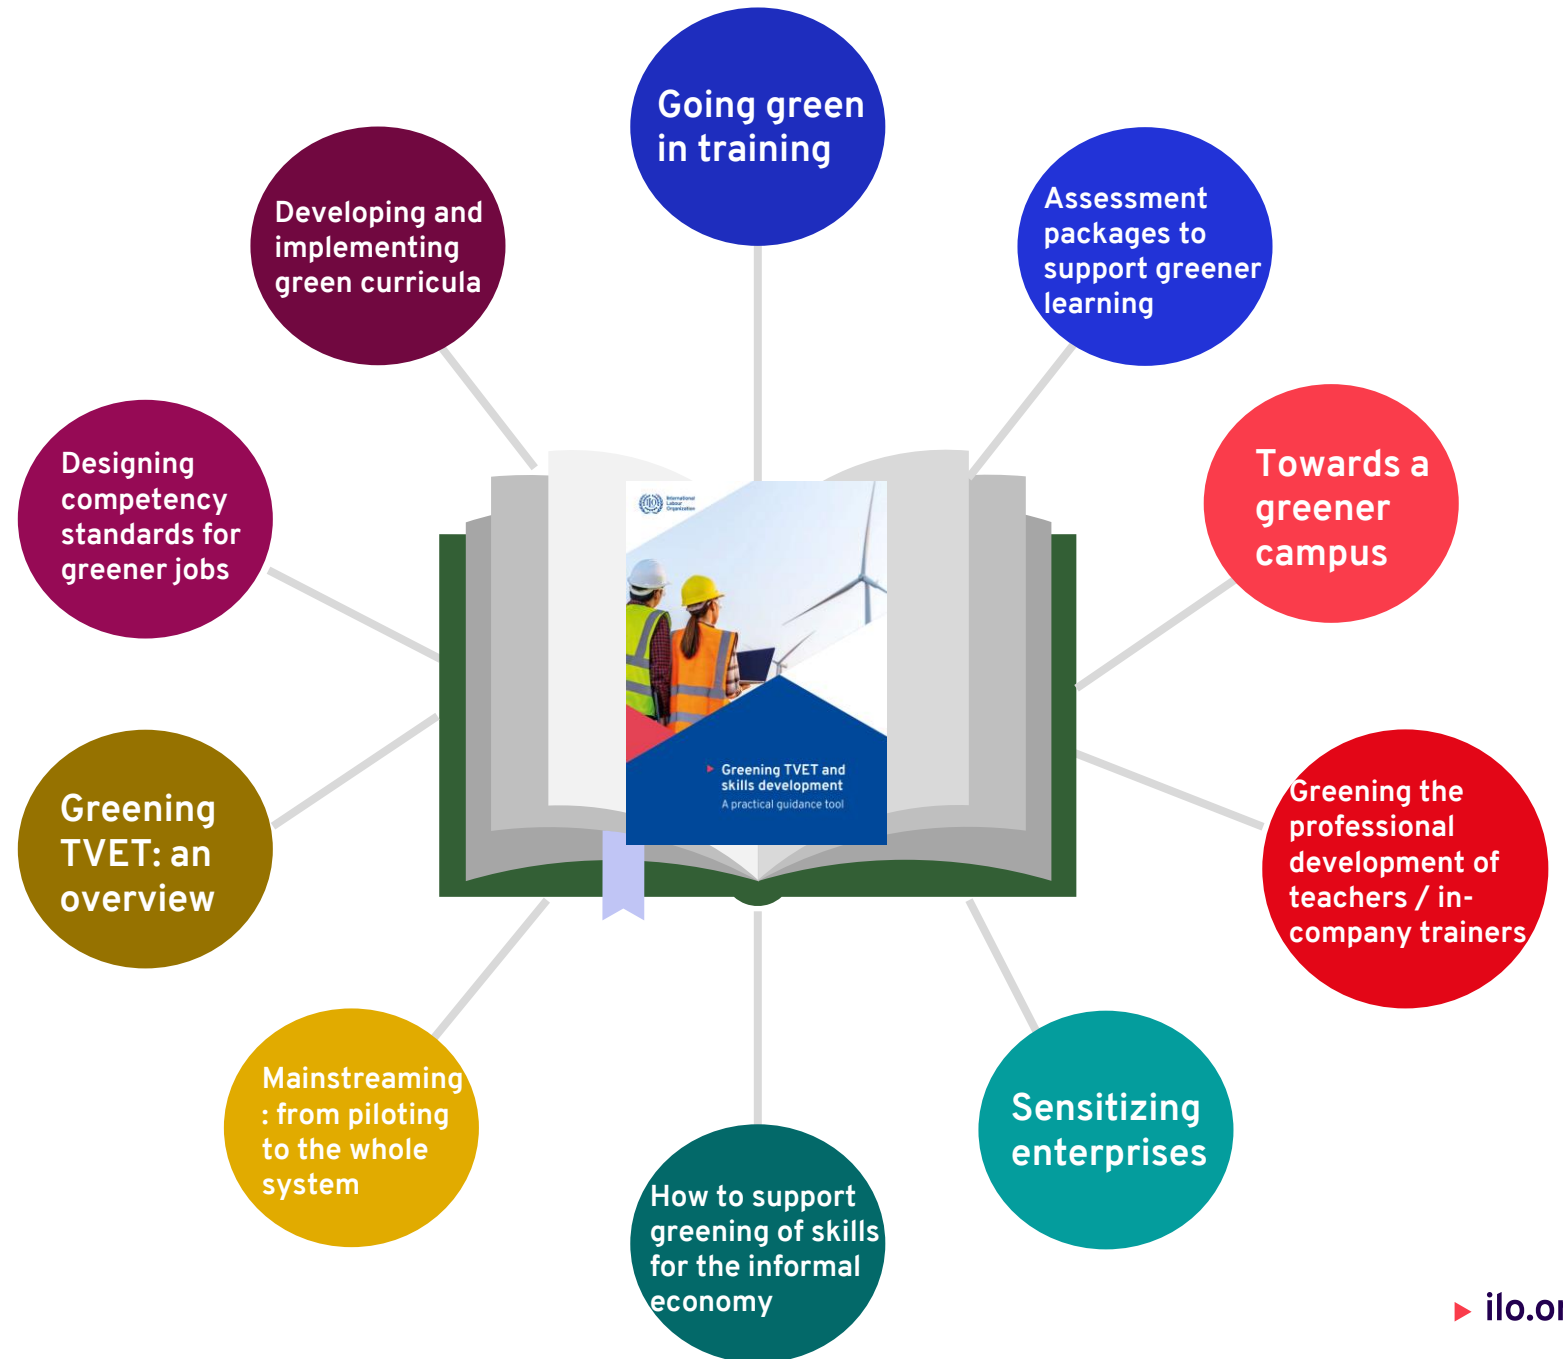 Going green
in training
Assessment
packages to
support greener
learning
Towards a
greener
campus
Greening the
professional
development of
teachers / in-
company trainers
Sensitizing
enterprises
How to support
greening of skills
for the informal
economy
Mainstreaming
: from piloting
to the whole
system
Greening
TVET: an
overview
Designing
competency
standards for
greener jobs
Developing and
implementing
green curricula
International
Labour
Organization
Greening TVET and
skills development
A practical guidance tool